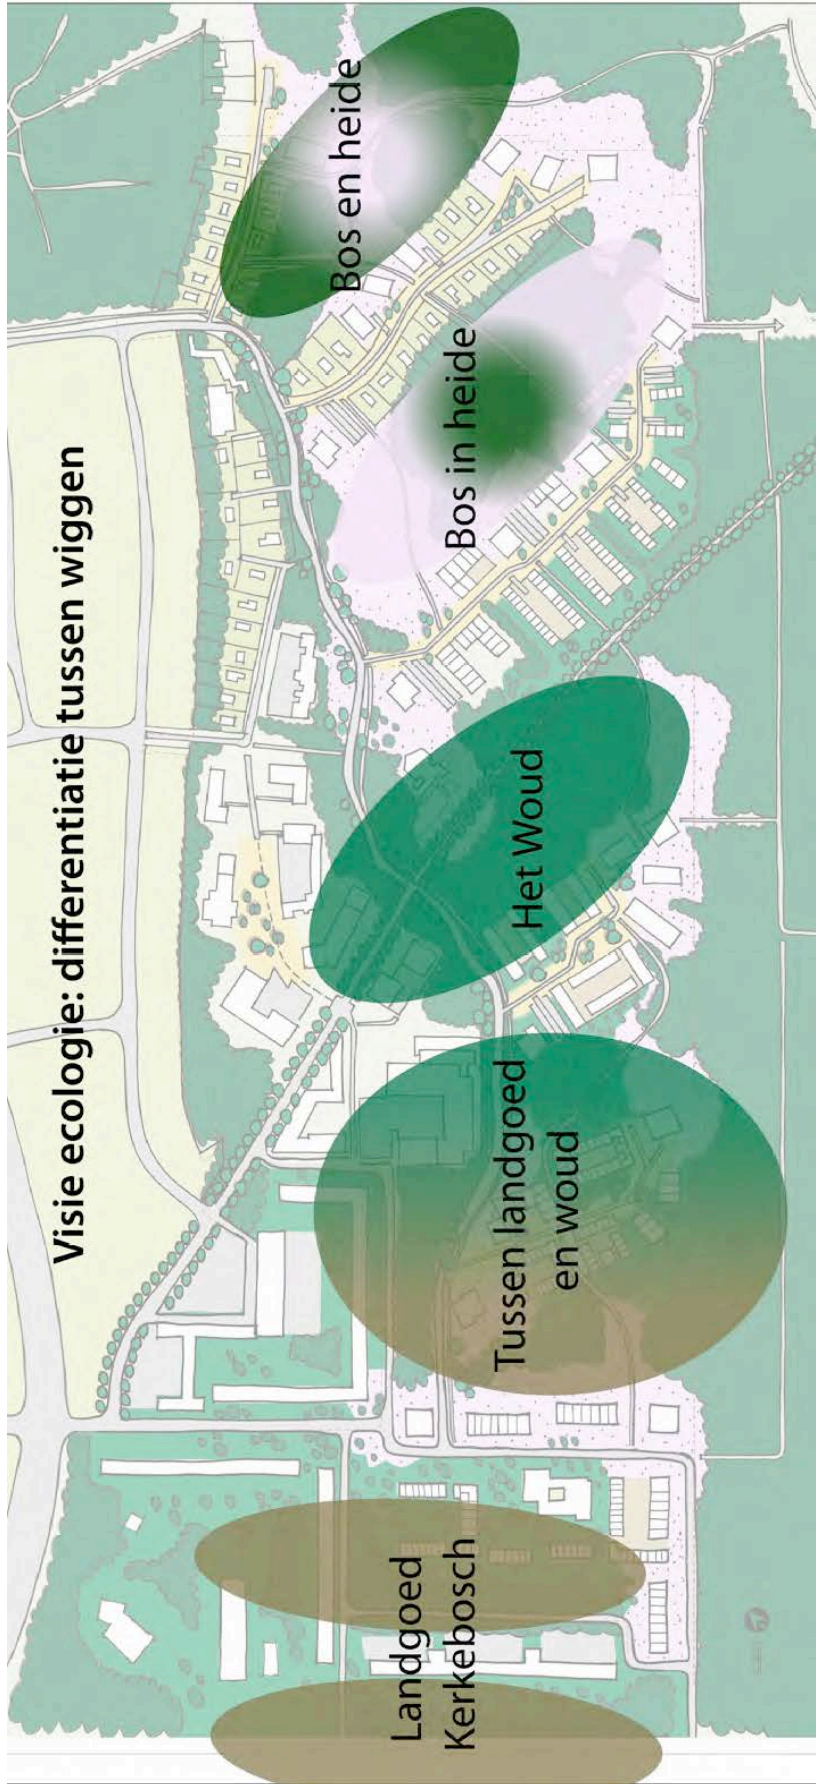 Visie ecologie: differentiatie tussen wiggen
Landgoed
Kerkebosch
Tussen landgoed
en woud
Het Woud
Bos in heide
Bos en heide